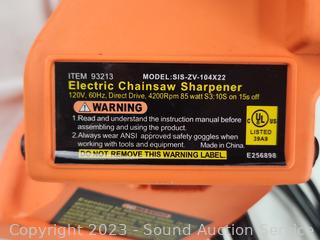 ITEM 93213 MODEL:SIS-ZV-104X22
Electric Chainsaw Sharpener
120V, 60Hz, Direct Drive, 4200Rpm 85 watt S3:10S on 15s off
WARNING
1.Read and understand the instruction manual before
assembling and using the product.
2.Always wear ANSI approved safety goggles when
working with tools and equipment. Made in China.
DO NOT REMOVE THIS WARNING LABEL.
C UL US
LISTED
39A9
E256898
Copyright 2023 - Sound Auction Service